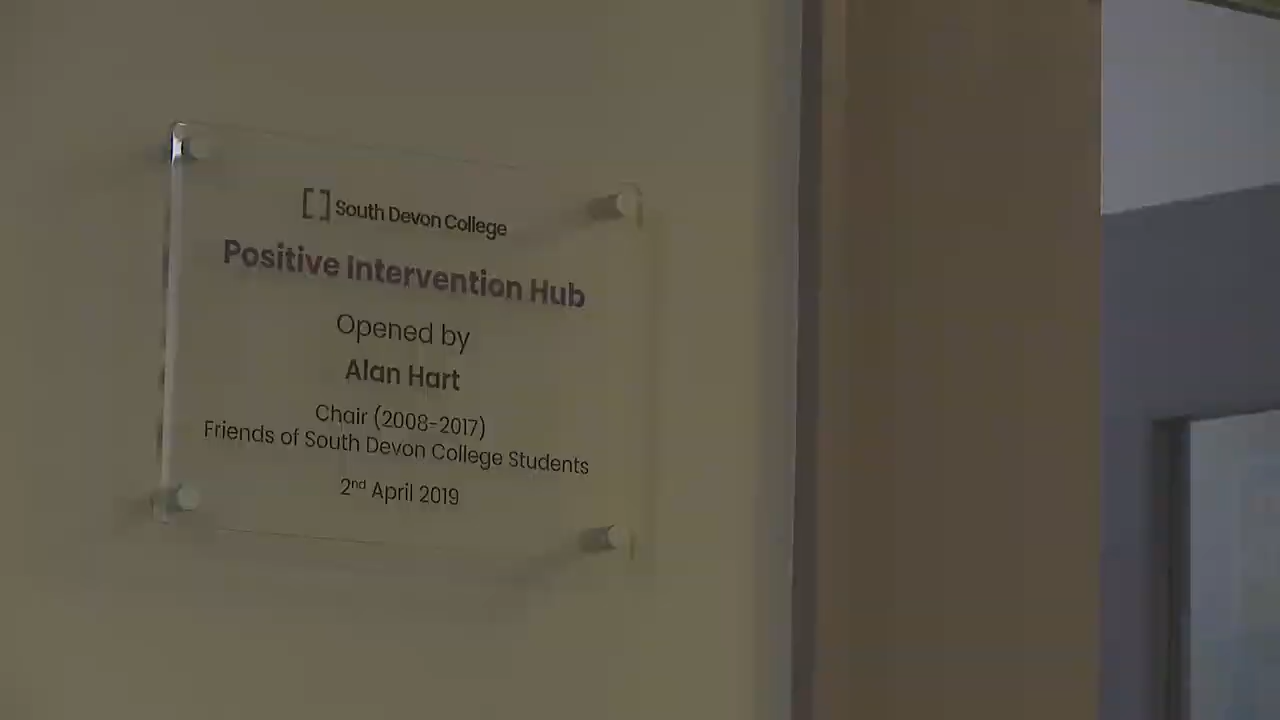 South Devon College
Positive Intervention Hub
Opened by
Alan Hart
Chair (2008-2017)
Friends of South Devon College Students
2nd April 2019